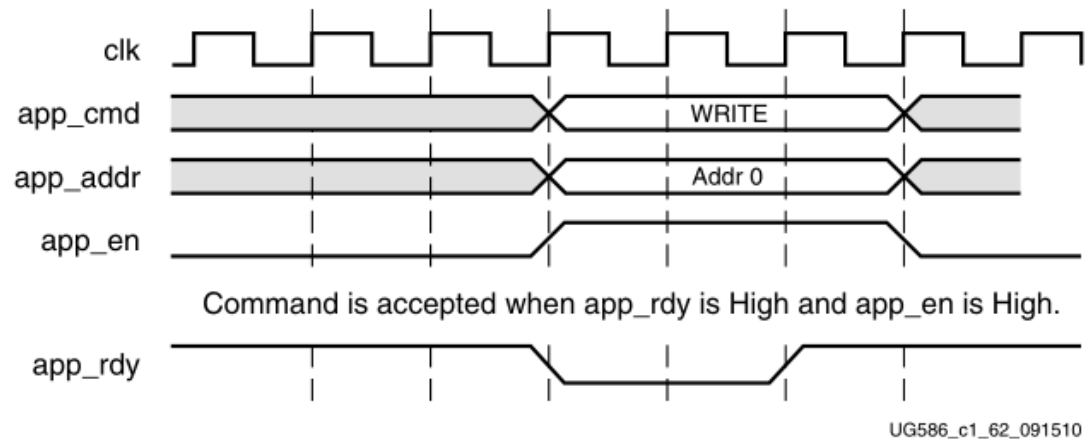 clk
app_cmd WRITE
app_addr Addr 0
app_en
Command is accepted when app_rdy is High and app_en is High.
app_rdy
UG586_c1_62_091510